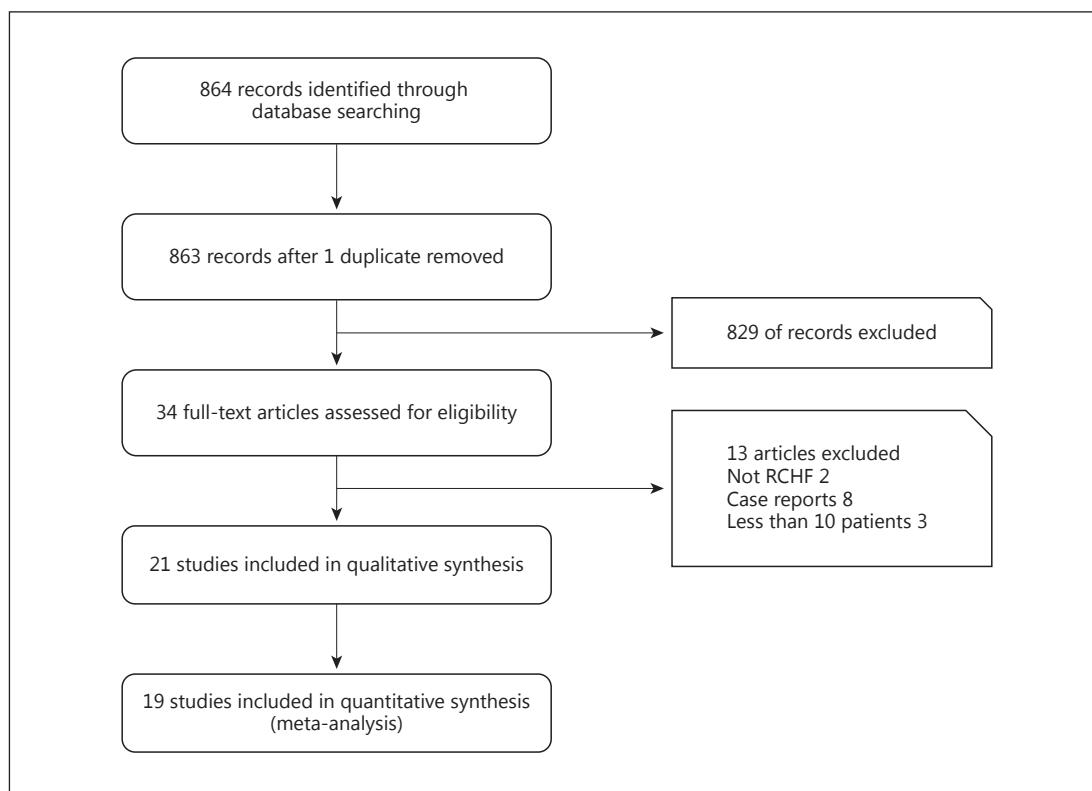 864 records identified through
database searching
863 records after 1 duplicate removed
829 of records excluded
34 full-text articles assessed for eligibility
13 articles excluded
Not RCHF 2
Case reports 8
Less than 10 patients 3
21 studies included in qualitative synthesis
19 studies included in quantitative synthesis
(meta-analysis)